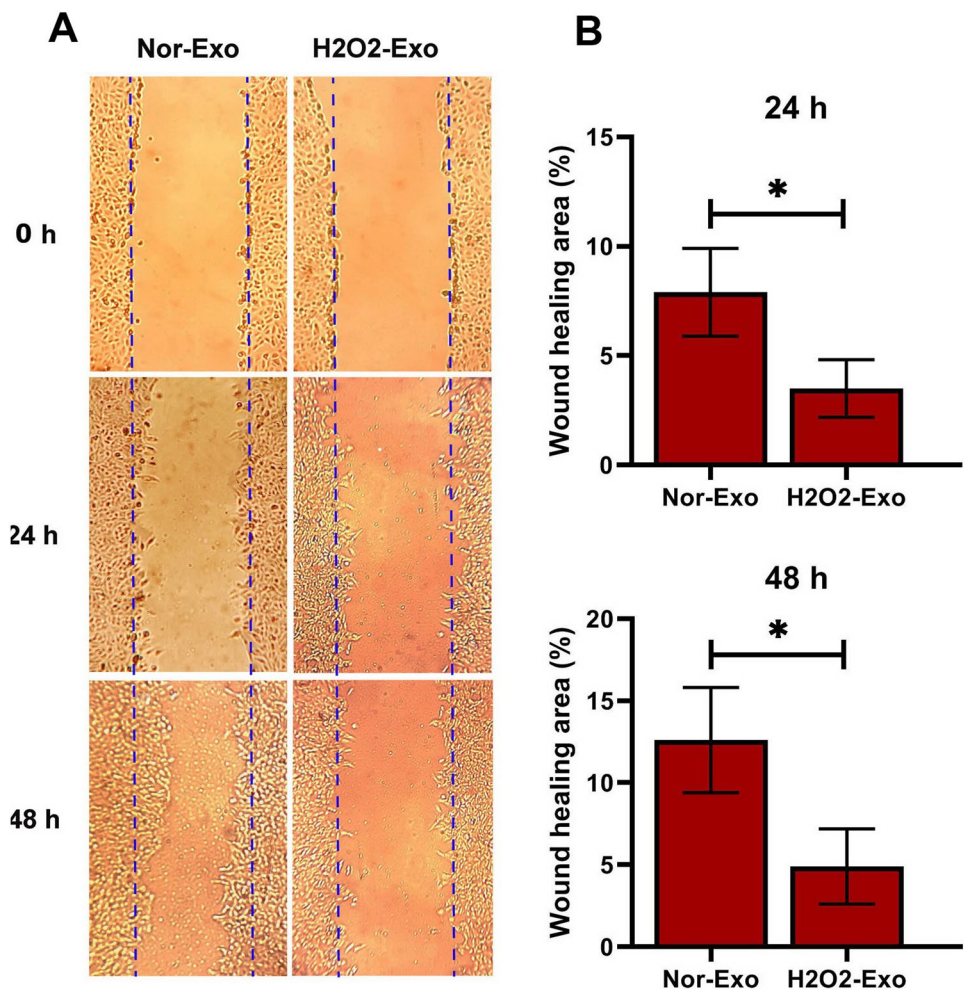 A
Nor-Exo H2O2-Exo
0 h
24 h
48 h
B
24 h
Wound healing area (%)
15
10
5
0
*
Nor-Exo H2O2-Exo
48 h
Wound healing area (%)
20
15
10
5
0
*
Nor-Exo H2O2-Exo